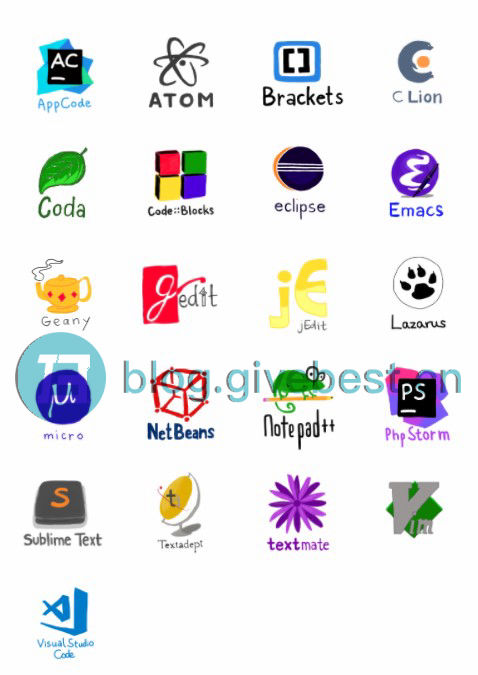 AC
AppCode
ATOM
Brackets
C Lion
Coda
Code::Blocks
eclipse
Emacs
Geany
gedit
jE
jEdit
Lazarus
blog.givebest.cn
μ
micro
NetBeans
Notepad++
PS
PhpStorm
S
Sublime Text
t
Textadept
textmate
Vim
Visual Studio
Code